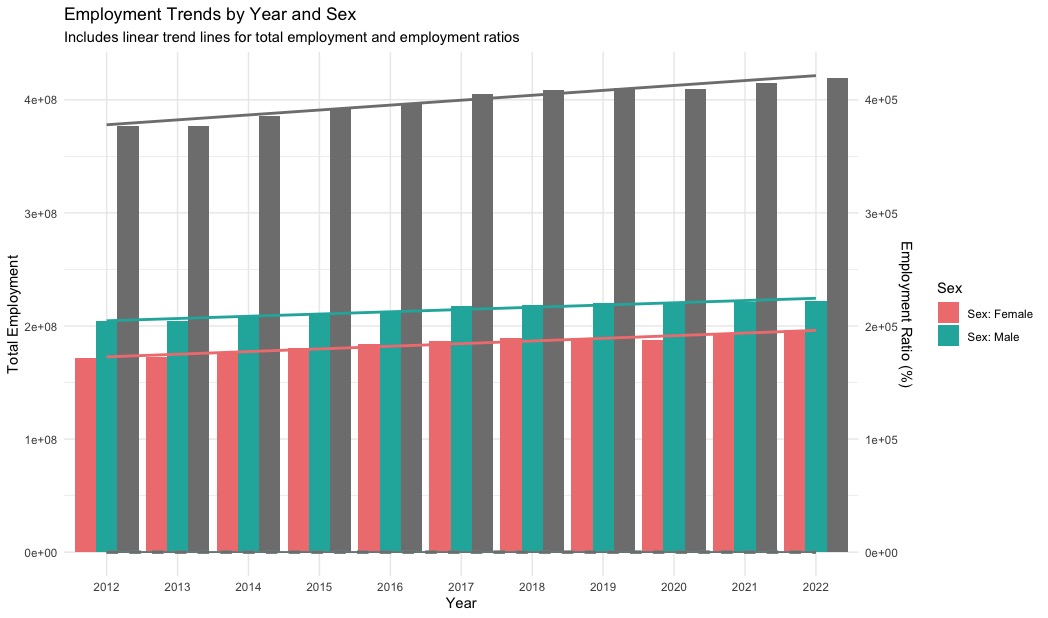 Employment Trends by Year and Sex
Includes linear trend lines for total employment and employment ratios
4e+08
3e+08
2e+08
1e+08
0e+00
Total Employment
4e+05
3e+05
2e+05
1e+05
0e+00
Employment Ratio (%)
2012 2013 2014 2015 2016 2017 2018 2019 2020 2021 2022
Year
Sex
Sex: Female
Sex: Male